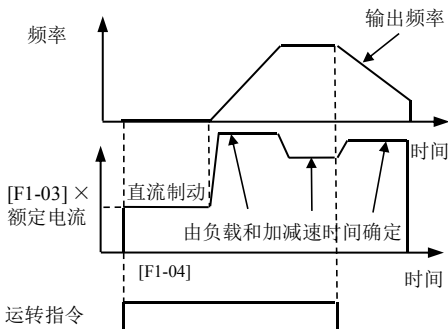 频率
输出频率
时间
[F1-03] ×
额定电流
直流制动
由负载和加减速时间确定
[F1-04]
时间
运转指令